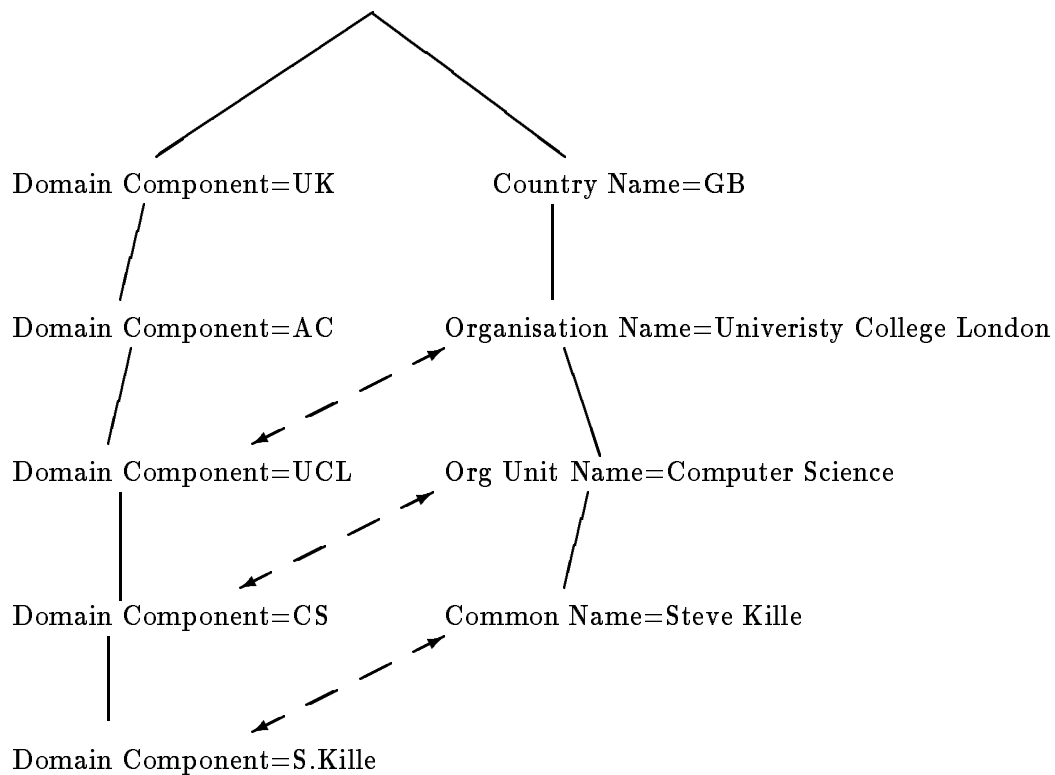 Domain Component=UK
Country Name=GB
Domain Component=AC
Organisation Name=Univeristy College London
Domain Component=UCL
Org Unit Name=Computer Science
Domain Component=CS
Common Name=Steve Kille
Domain Component=S.Kille